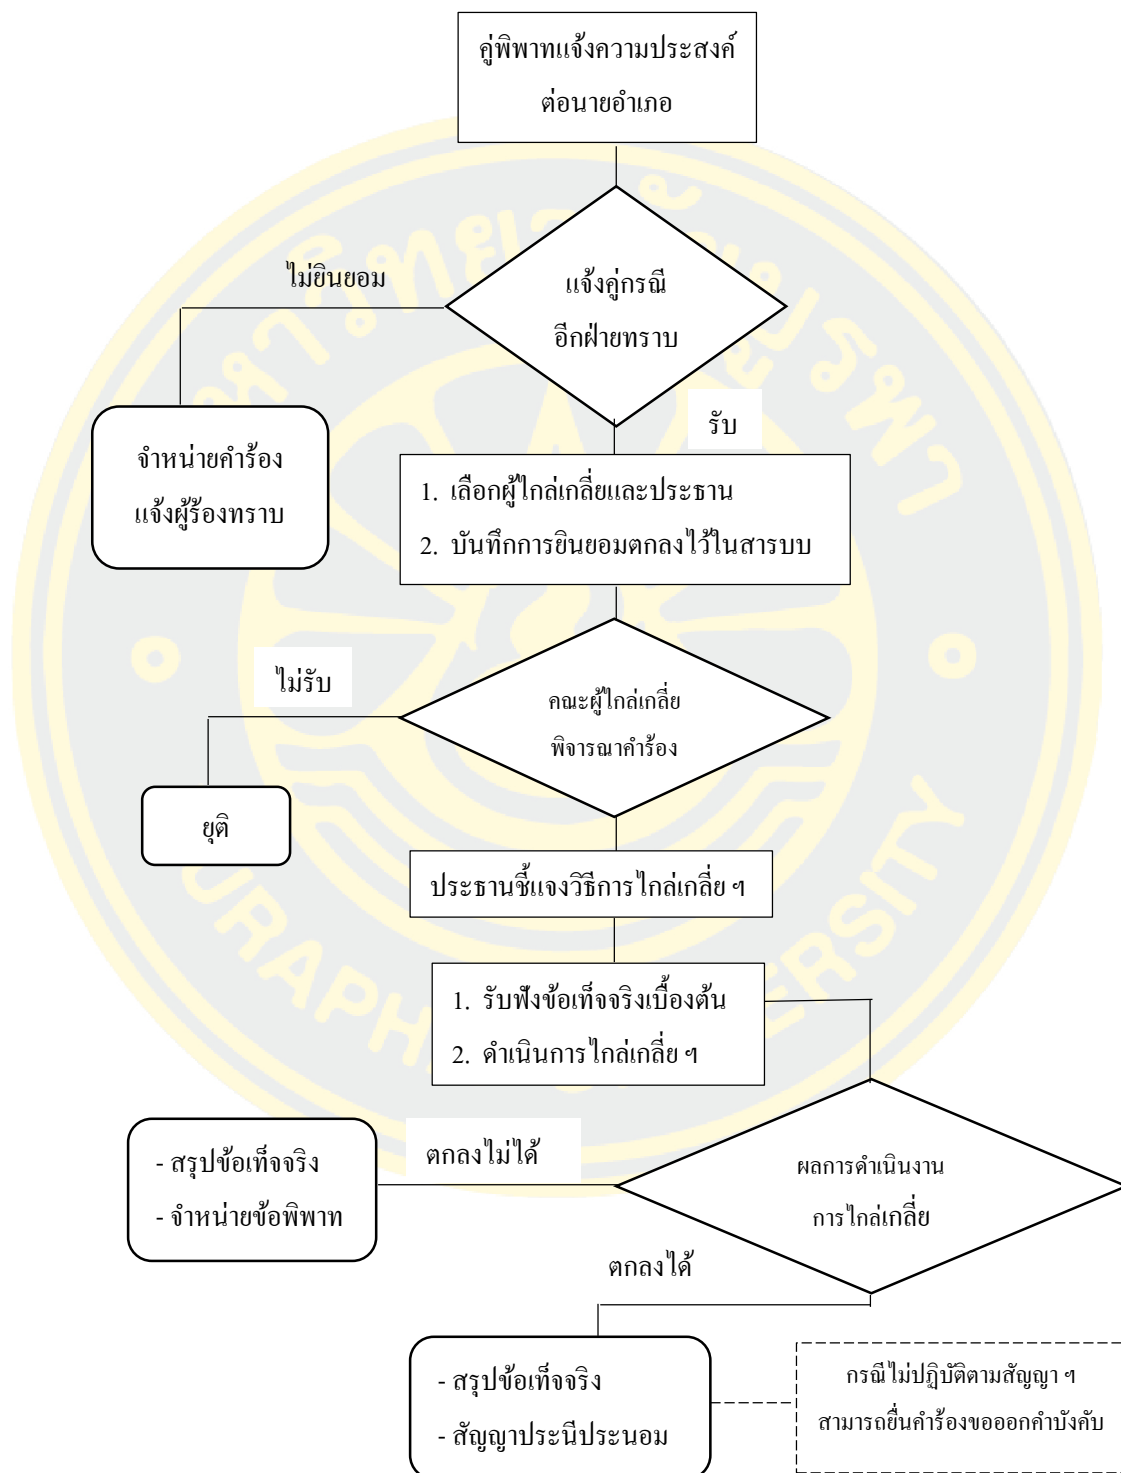 คู่พิพาทแจ้งความประสงค์
ต่อนายอำเภอ
แจ้งคู่กรณี
อีกฝ่ายทราบ
ไม่ยินยอม
จำหน่ายคำร้อง
แจ้งผู้ร้องทราบ
รับ
1. เลือกผู้ไกล่เกลี่ยและประธาน
2. บันทึกการยินยอมตกลงไว้ในสารบบ
คณะผู้ไกล่เกลี่ย
พิจารณาคำร้อง
ไม่รับ
ยุติ
ประธานชี้แจงวิธีการไกล่เกลี่ย ฯ
1. รับฟังข้อเท็จจริงเบื้องต้น
2. ดำเนินการไกล่เกลี่ย ฯ
ผลการดำเนินงาน
การไกล่เกลี่ย
ตกลงไม่ได้
- สรุปข้อเท็จจริง
- จำหน่ายข้อพิพาท
ตกลงได้
- สรุปข้อเท็จจริง
- สัญญาประนีประนอม
กรณีไม่ปฏิบัติตามสัญญา ฯ
สามารถยื่นคำร้องขอออกคำบังคับ